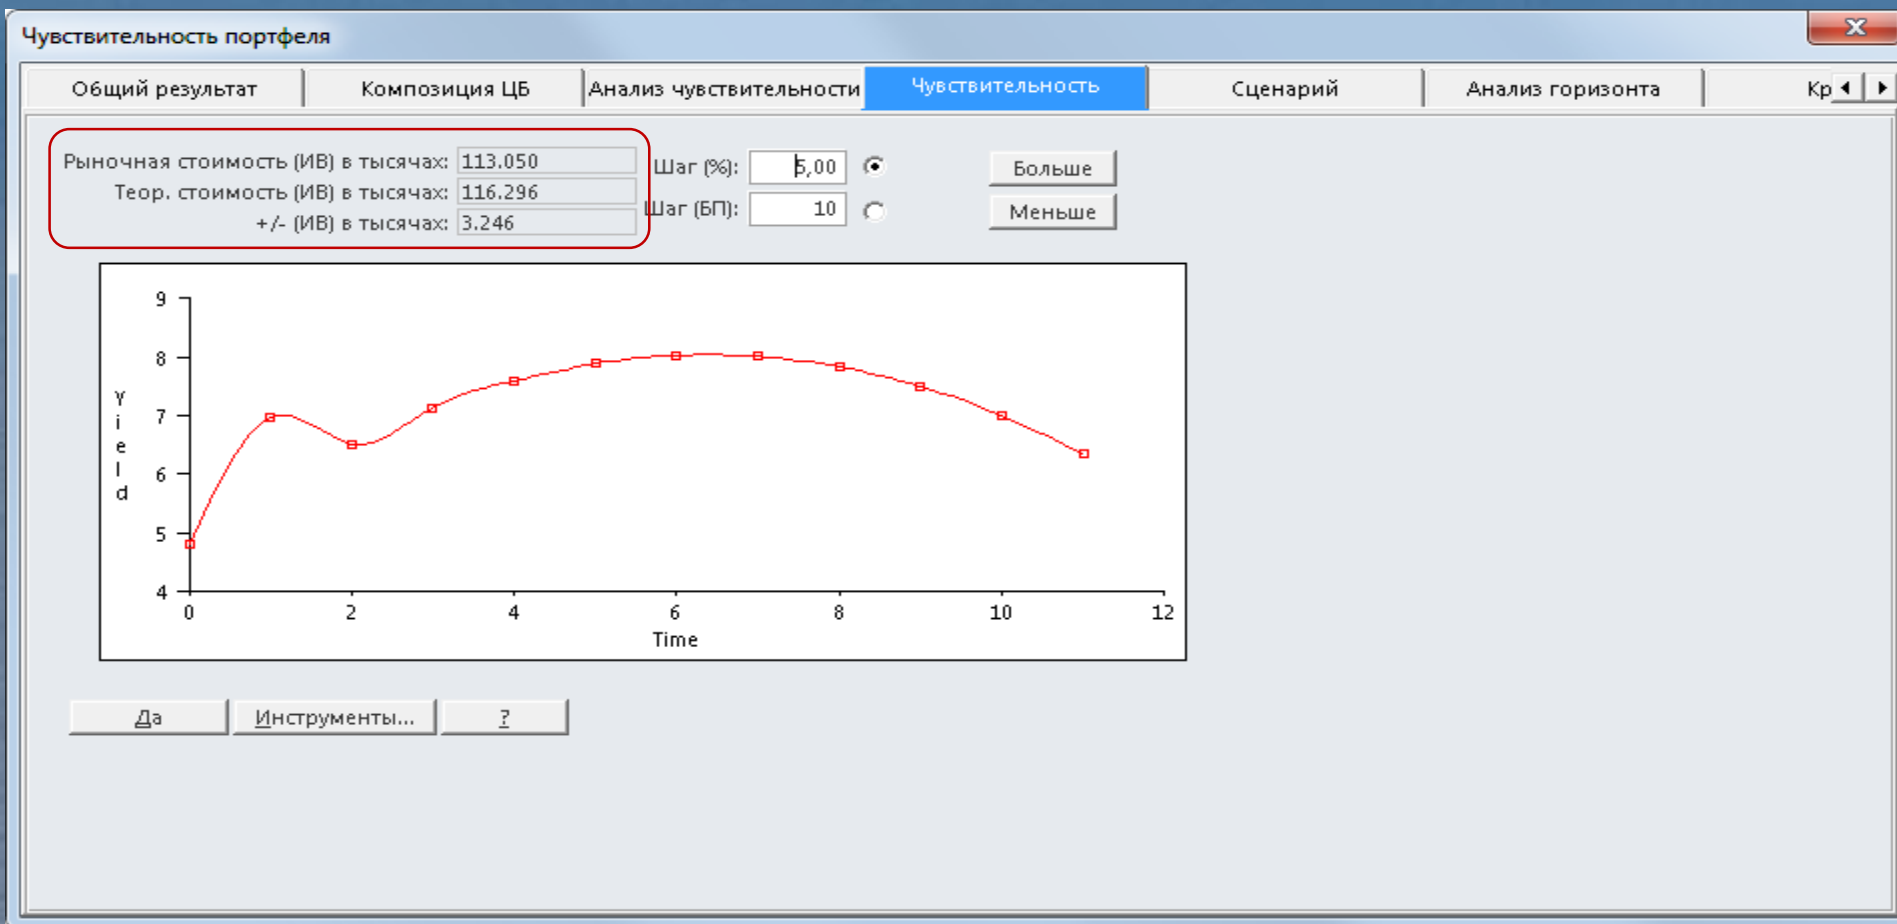 Чувствительность портфеля
Общий результат Композиция ЦБ Анализ чувствительности Чувствительность Сценарий Анализ горизонта Кр
Рыночная стоимость (ИВ) в тысячах: 113.050 Шаг (%): 5,00 Больше
Теор. стоимость (ИВ) в тысячах: 116.296 Шаг (БП): 10 Меньше
+/- (ИВ) в тысячах: 3.246
9
8
7
6
5
4
Yield
0 2 4 6 8 10 12
Time
Да Инструменты... ?